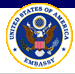 UNITED STATES OF AMERICA
EMBASSY